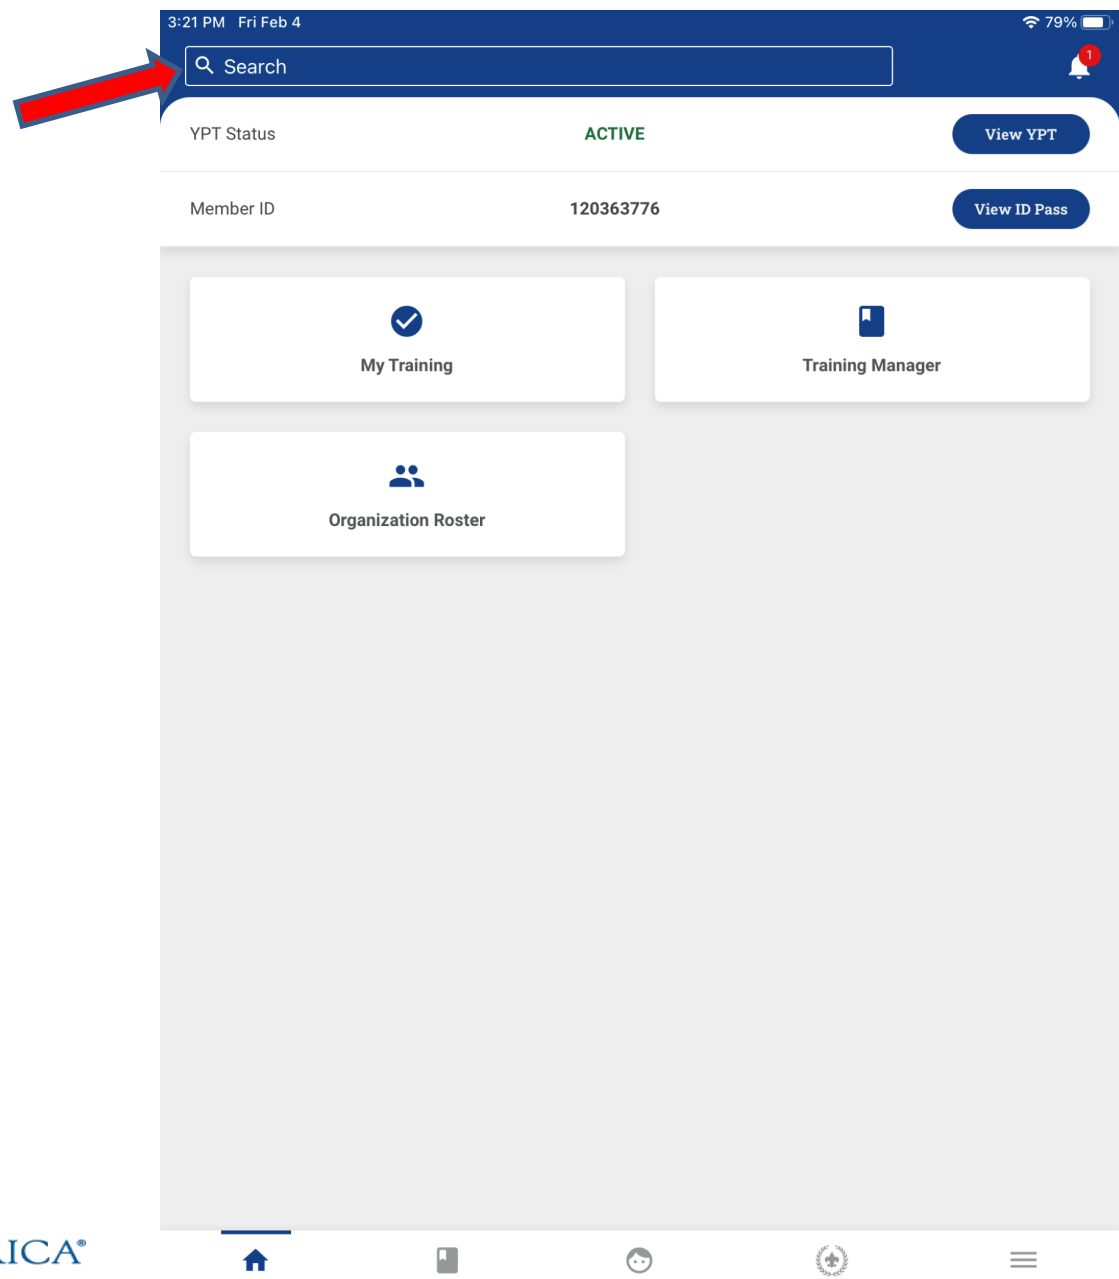 3:21 PM Fri Feb 4 79%
Search 1
YPT Status ACTIVE View YPT
Member ID 120363776 View ID Pass
My Training Training Manager
Organization Roster
ICA®